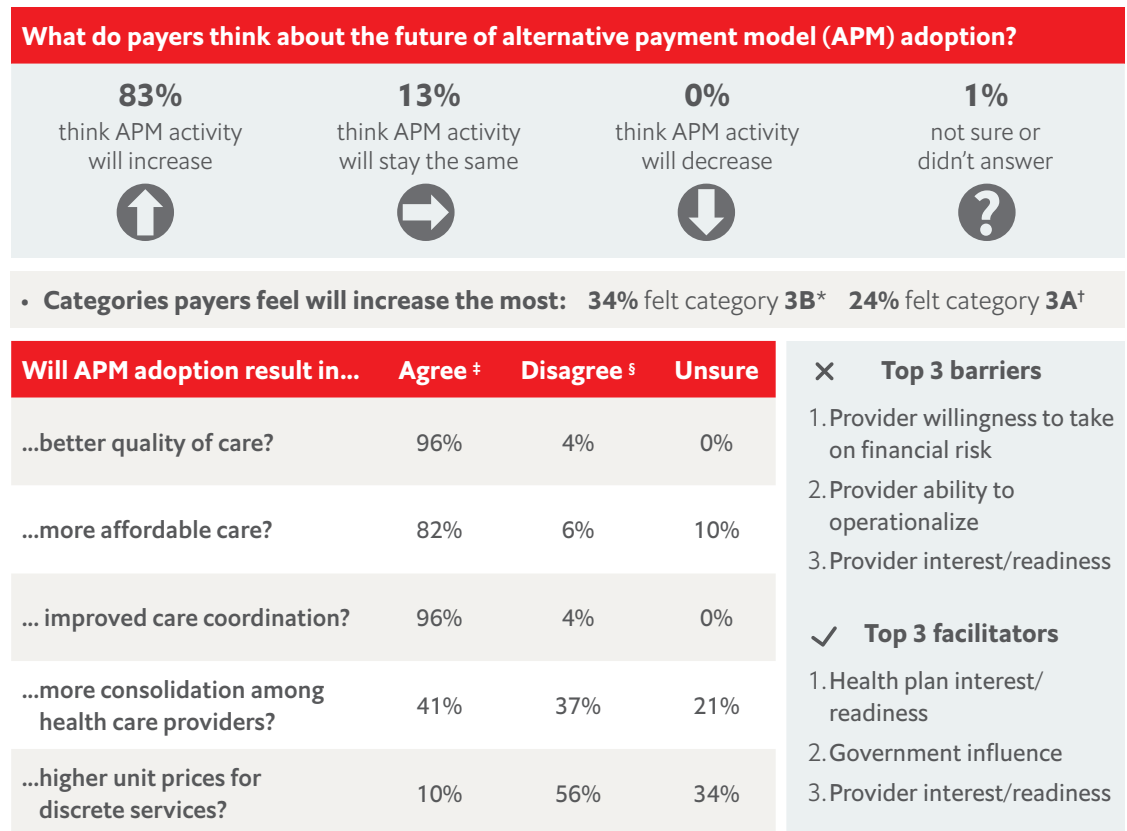 What do payers think about the future of alternative payment model (APM) adoption?
83%
think APM activity
will increase
13%
think APM activity
will stay the same
0%
think APM activity
will decrease
1%
not sure or
didn’t answer
?
• Categories payers feel will increase the most: 34% felt category 3B* 24% felt category 3A†
Will APM adoption result in... Agree ‡ Disagree § Unsure
...better quality of care? 96% 4% 0%
...more affordable care? 82% 6% 10%
... improved care coordination? 96% 4% 0%
...more consolidation among
health care providers? 41% 37% 21%
...higher unit prices for
discrete services? 10% 56% 34%
Top 3 barriers
1. Provider willingness to take
on financial risk
2. Provider ability to
operationalize
3. Provider interest/readiness
Top 3 facilitators
1. Health plan interest/
readiness
2. Government influence
3. Provider interest/readiness